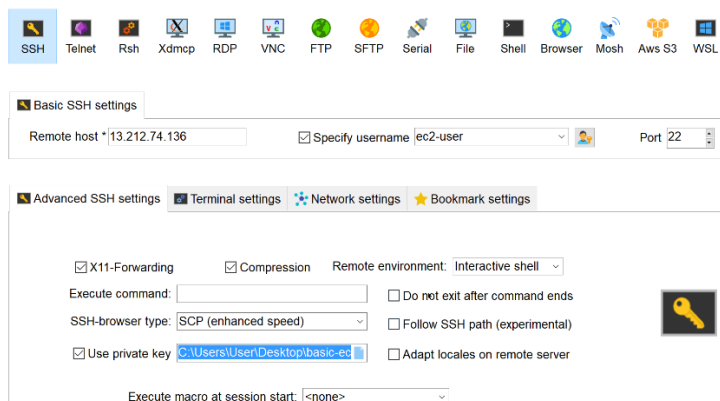 SSH Telnet Rsh Xdmcp RDP VNC FTP SFTP Serial File Shell Browser Mosh Aws S3 WSL
Basic SSH settings
Remote host * 13.212.74.136 Specify username ec2-user Port 22
Advanced SSH settings Terminal settings Network settings Bookmark settings
X11-Forwarding Compression Remote environment: Interactive shell
Execute command: Do not exit after command ends
SSH-browser type: SCP (enhanced speed) Follow SSH path (experimental)
Use private key C:\Users\User\Desktop\basic-ec Adapt locales on remote server
Execute macro at session start: <none>